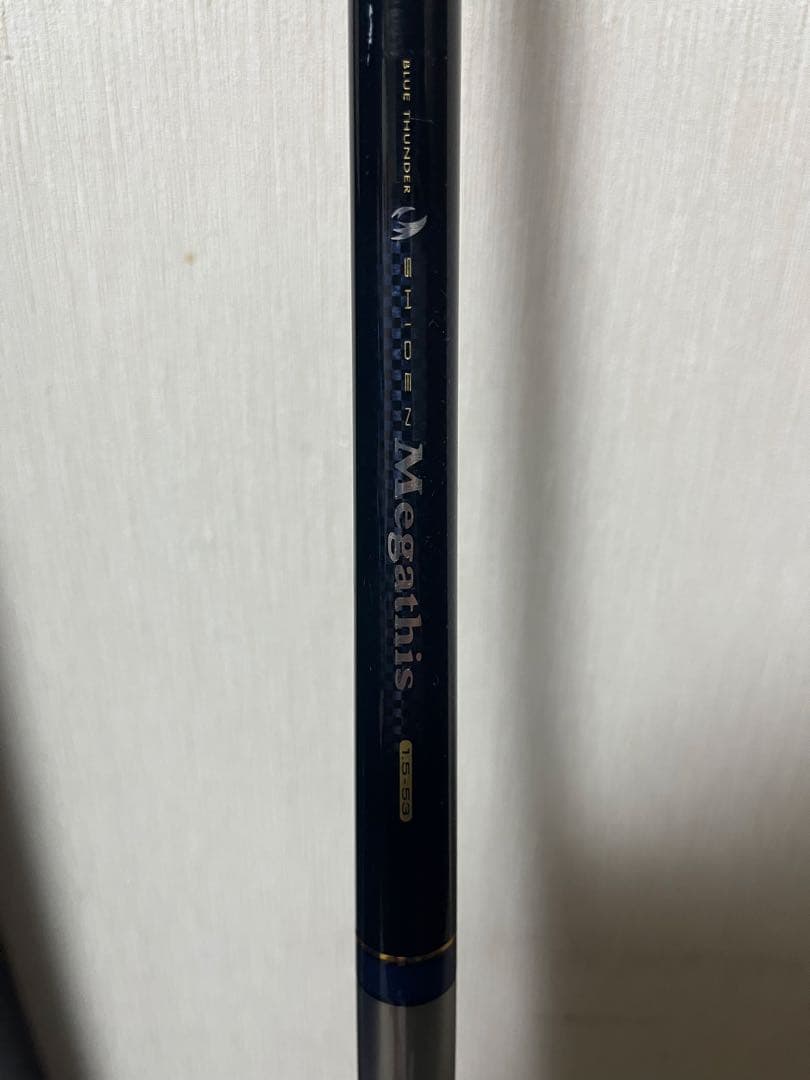 BLUE THUNDER
SHIDEN
Megathis
1.5-53